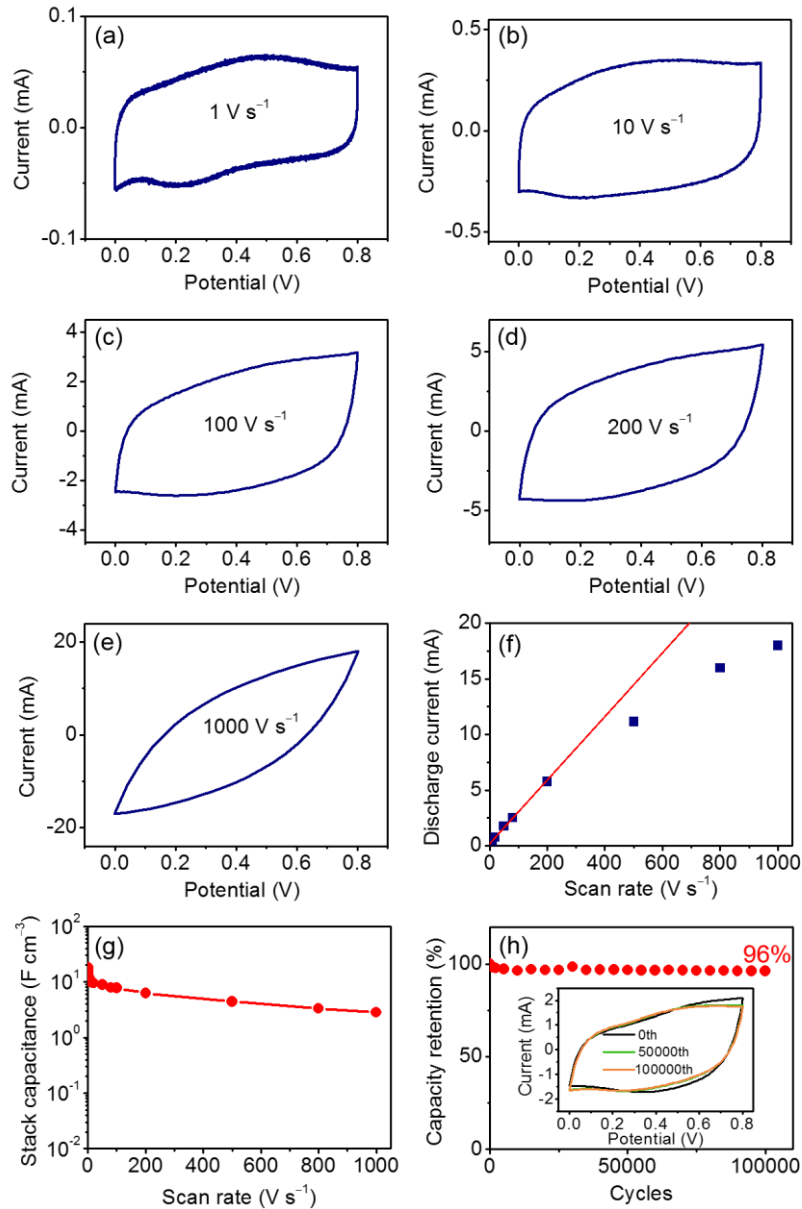 (a)
1 V s⁻¹
Current (mA)
0.1
0.0
-0.1
0.0 0.2 0.4 0.6 0.8
Potential (V)
(b)
10 V s⁻¹
Current (mA)
0.5
0.0
-0.5
0.0 0.2 0.4 0.6 0.8
Potential (V)
(c)
100 V s⁻¹
Current (mA)
4
2
0
-2
-4
0.0 0.2 0.4 0.6 0.8
Potential (V)
(d)
200 V s⁻¹
Current (mA)
5
0
-5
0.0 0.2 0.4 0.6 0.8
Potential (V)
(e)
1000 V s⁻¹
Current (mA)
20
0
-20
0.0 0.2 0.4 0.6 0.8
Potential (V)
(f)
Discharge current (mA)
20
15
10
5
0
0 200 400 600 800 1000
Scan rate (V s⁻¹)
(g)
Stack capacitance (F cm⁻³)
10²
10¹
10⁰
10⁻¹
10⁻²
0 200 400 600 800 1000
Scan rate (V s⁻¹)
(h)
96%
Capacity retention (%)
100
50
0
0 50000 100000
Cycles
Current (mA)
2
1
0
-1
-2
0th
50000th
100000th
0.0 0.2 0.4 0.6 0.8
Potential (V)